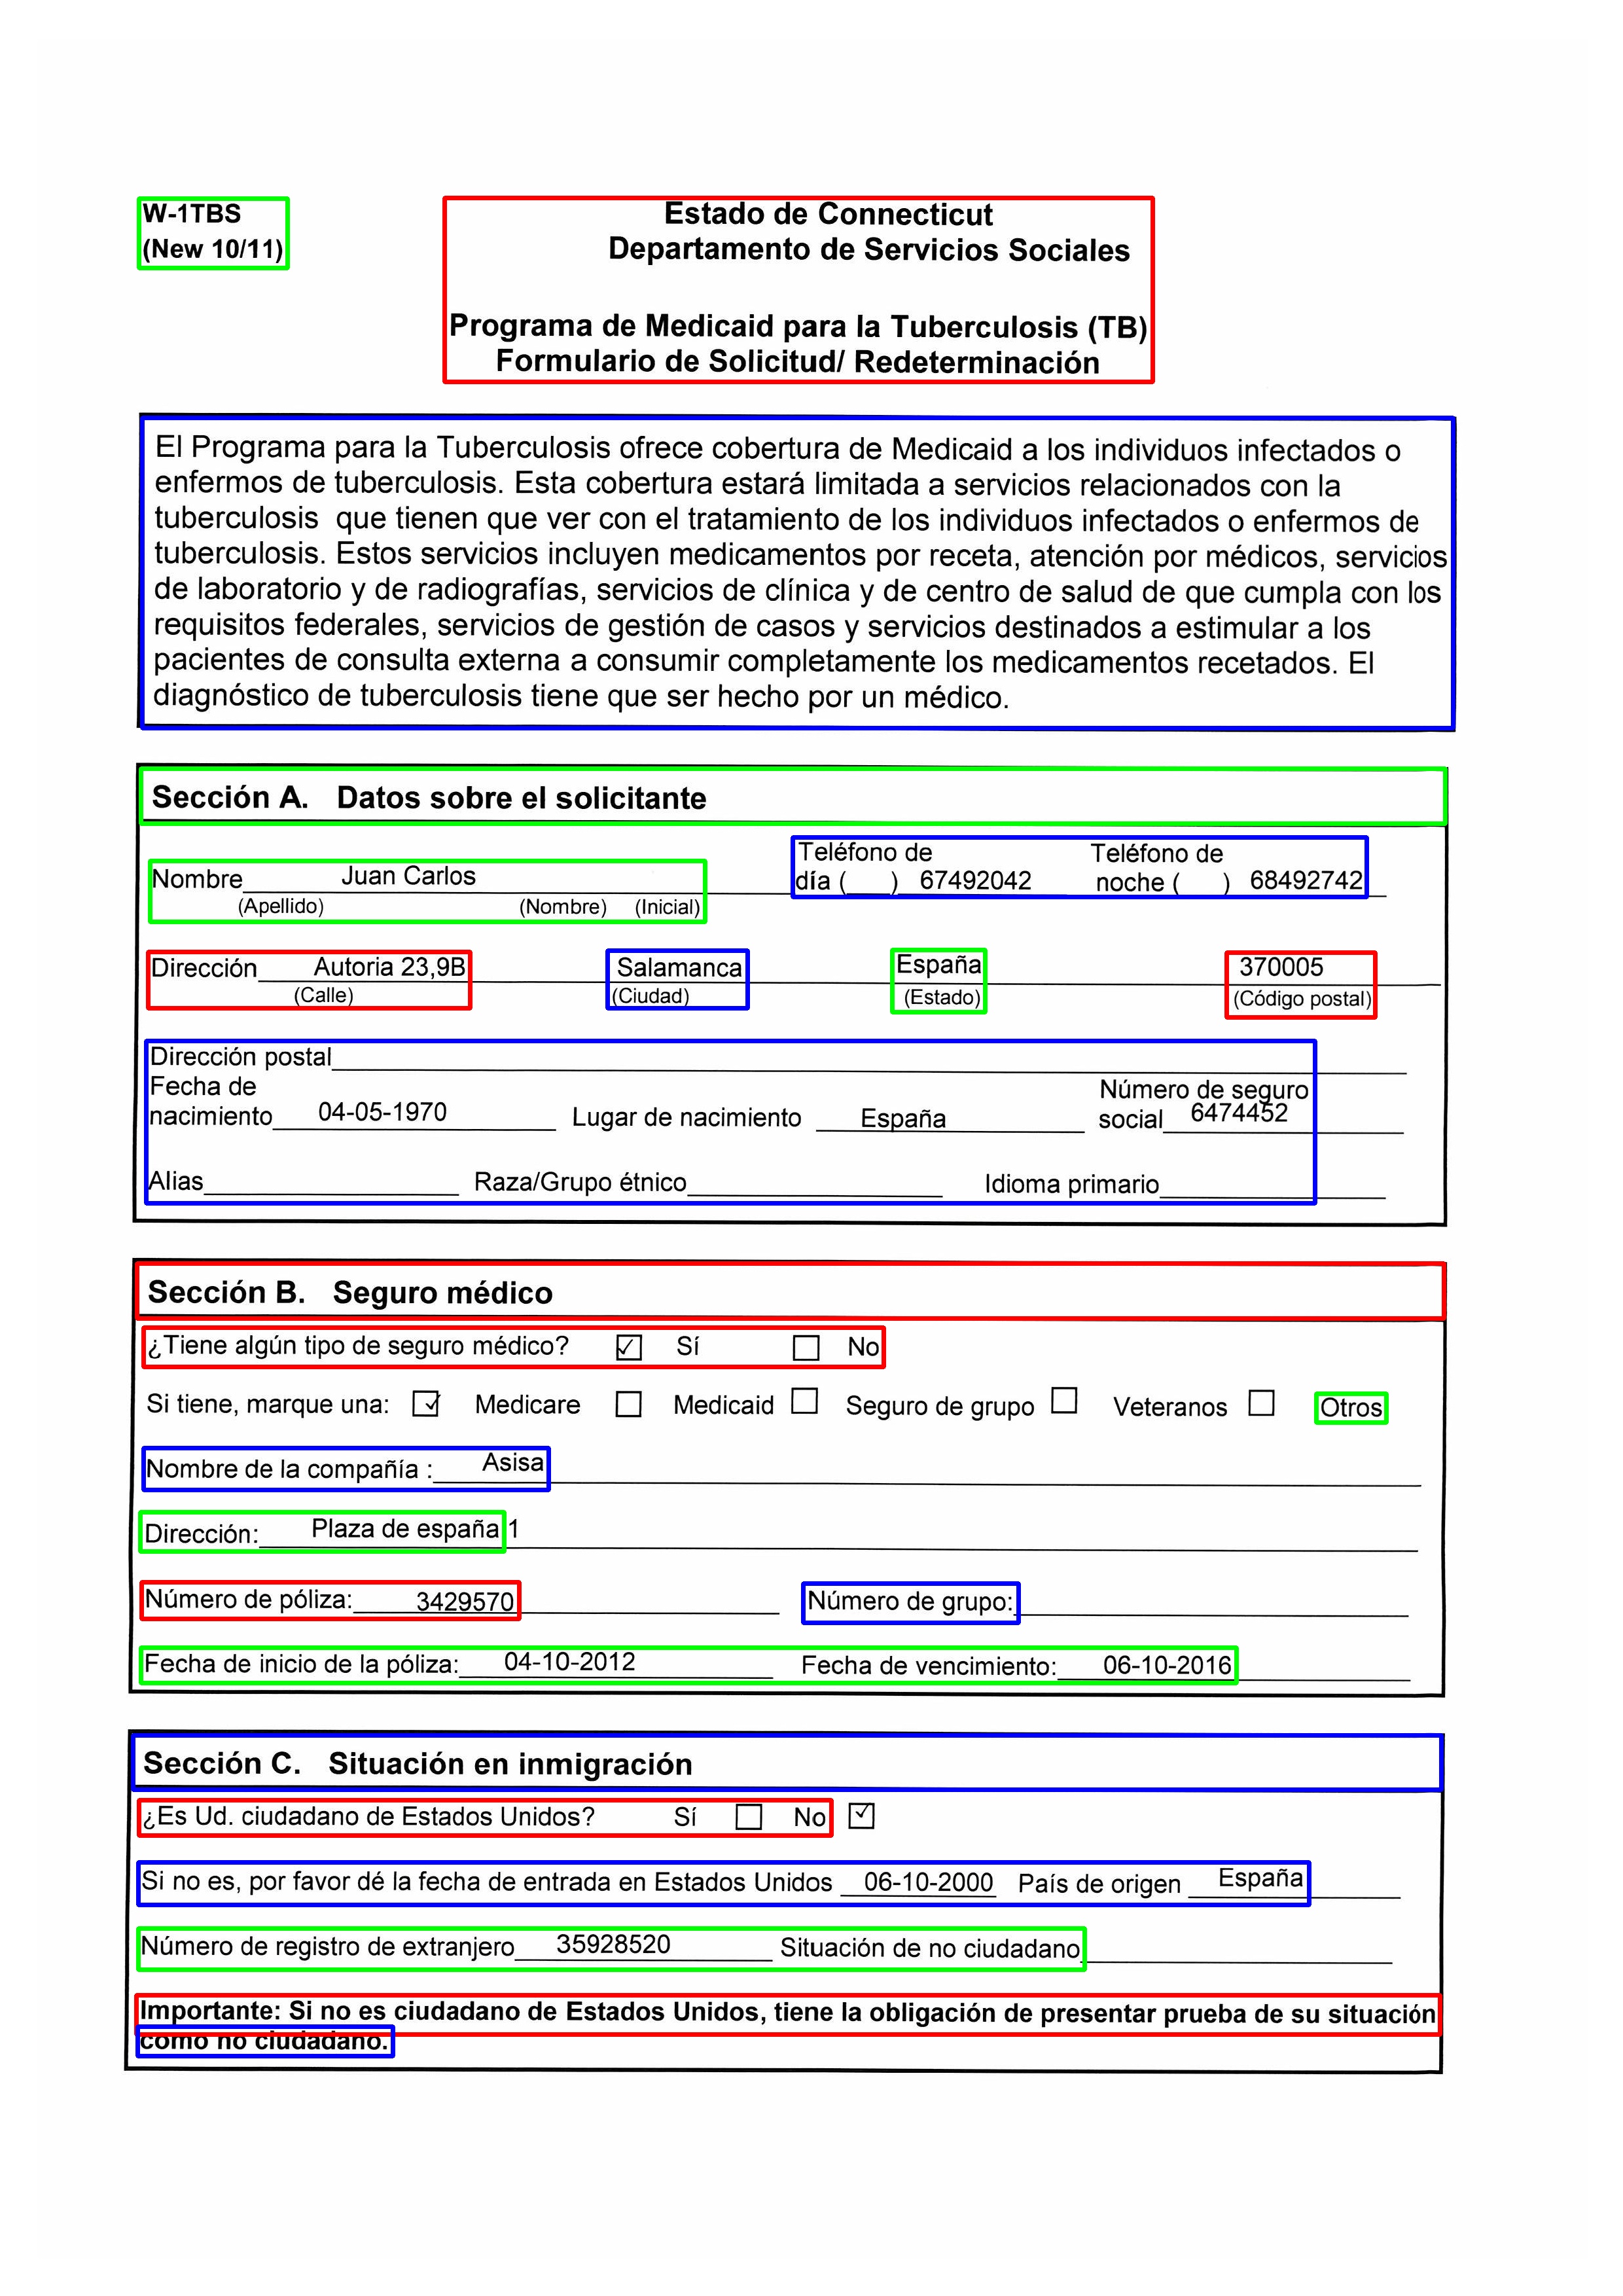 W-1TBS
(New 10/11)
Estado de Connecticut
Departamento de Servicios Sociales
Programa de Medicaid para la Tuberculosis (TB)
Formulario de Solicitud/ Redeterminación
El Programa para la Tuberculosis ofrece cobertura de Medicaid a los individuos infectados o
enfermos de tuberculosis. Esta cobertura estará limitada a servicios relacionados con la
tuberculosis que tienen que ver con el tratamiento de los individuos infectados o enfermos de
tuberculosis. Estos servicios incluyen medicamentos por receta, atención por médicos, servicios
de laboratorio y de radiografías, servicios de clínica y de centro de salud de que cumpla con los
requisitos federales, servicios de gestión de casos y servicios destinados a estimular a los
pacientes de consulta externa a consumir completamente los medicamentos recetados. El
diagnóstico de tuberculosis tiene que ser hecho por un médico.
Sección A. Datos sobre el solicitante
Teléfono de Teléfono de
Nombre Juan Carlos día ( ) 67492042 noche ( ) 68492742
(Apellido) (Nombre) (Inicial)
Dirección Autoria 23,9B Salamanca España 370005
(Calle) (Ciudad) (Estado) (Código postal)
Dirección postal
Fecha de Número de seguro
nacimiento 04-05-1970 Lugar de nacimiento España social 6474452
Alias Raza/Grupo étnico Idioma primario
Sección B. Seguro médico
¿Tiene algún tipo de seguro médico? Sí No
Si tiene, marque una: Medicare Medicaid Seguro de grupo Veteranos Otros
Nombre de la compañía : Asisa
Dirección: Plaza de españa 1
Número de póliza: 3429570 Número de grupo:
Fecha de inicio de la póliza: 04-10-2012 Fecha de vencimiento: 06-10-2016
Sección C. Situación en inmigración
¿Es Ud. ciudadano de Estados Unidos? Sí No
Si no es, por favor dé la fecha de entrada en Estados Unidos 06-10-2000 País de origen España
Número de registro de extranjero 35928520 Situación de no ciudadano
Importante: Si no es ciudadano de Estados Unidos, tiene la obligación de presentar prueba de su situación
como no ciudadano.